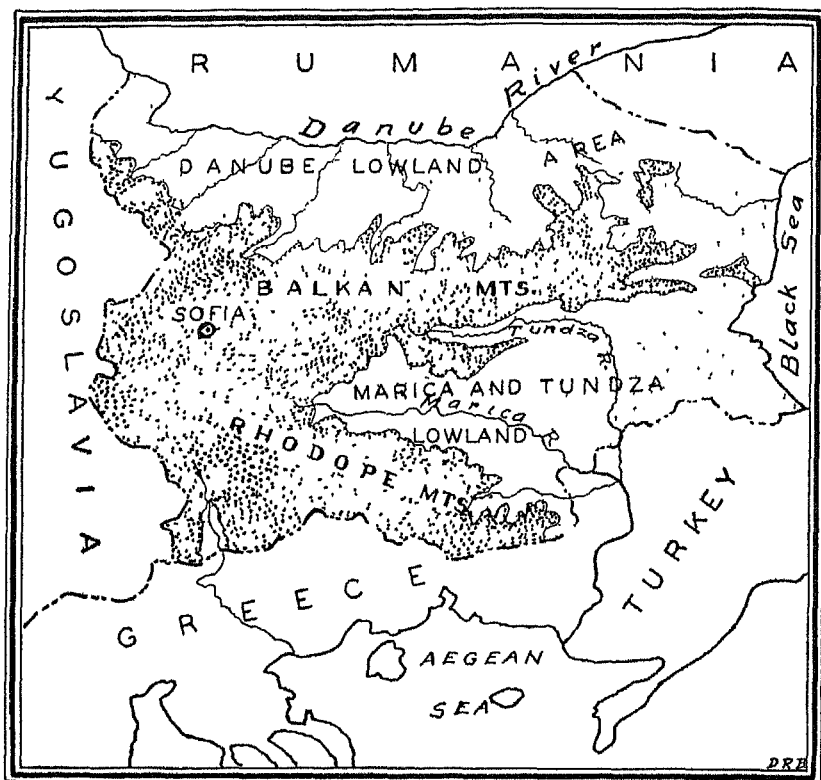 RUMANIA
YUGOSLAVIA
Danube River
DANUBE LOWLAND AREA
Black Sea
BALKAN MTS.
SOFIA
Tundza R.
MARICA AND TUNDZA
Marica R
LOWLAND
RHODOPE MTS.
TURKEY
GREECE
AEGEAN
SEA
DRB